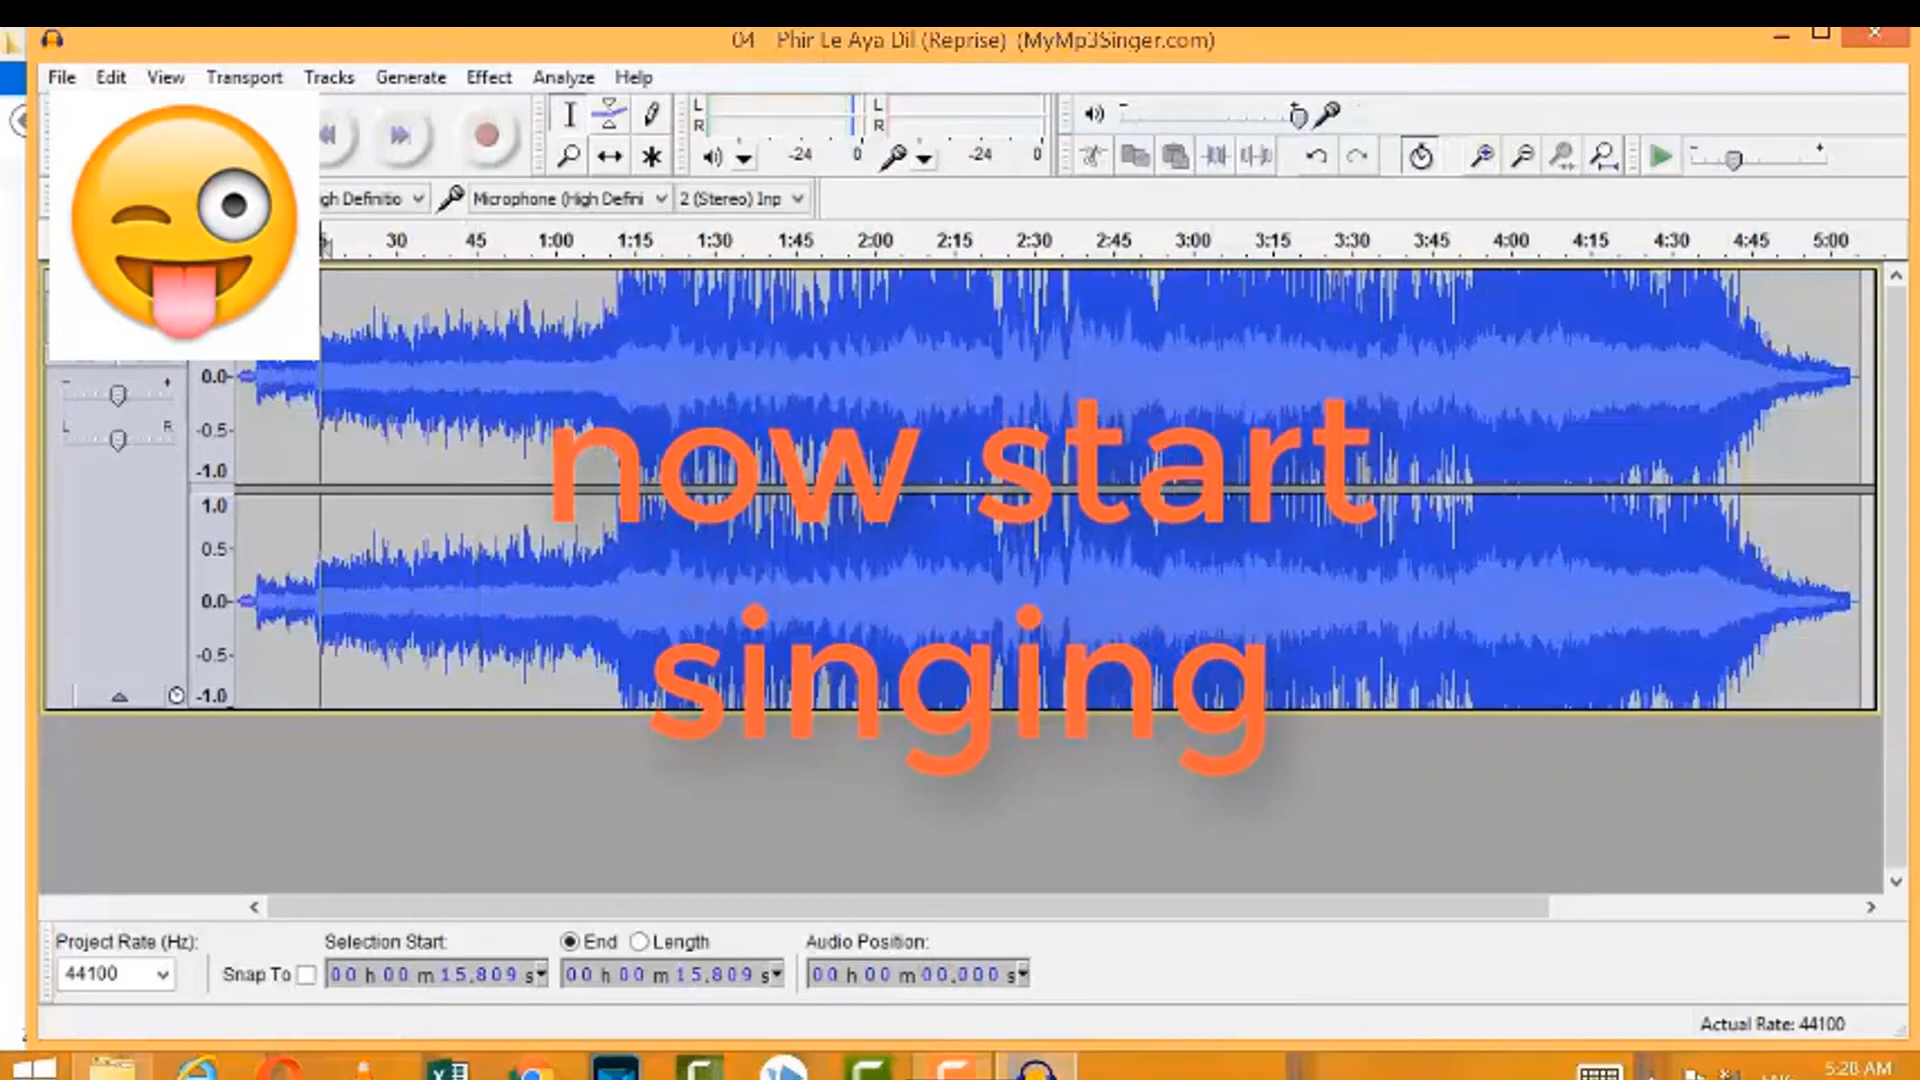 04 Phir Le Aya Dil (Reprise) (MyMp3Singer.com)
File Edit View Transport Tracks Generate Effect Analyze Help
L
R
-24 0
L
R
-24 0
gh Definitio
Microphone (High Defini
2 (Stereo) Inp
30 45 1:00 1:15 1:30 1:45 2:00 2:15 2:30 2:45 3:00 3:15 3:30 3:45 4:00 4:15 4:30 4:45 5:00
- +
L R
0.0
-0.5
-1.0
1.0
0.5
0.0
-0.5
-1.0
now start
singing
Project Rate (Hz):
44100
Snap To
Selection Start:
00 h 00 m 15.809 s
End Length
00 h 00 m 15.809 s
Audio Position:
00 h 00 m 00.000 s
Actual Rate: 44100
5:28 AM